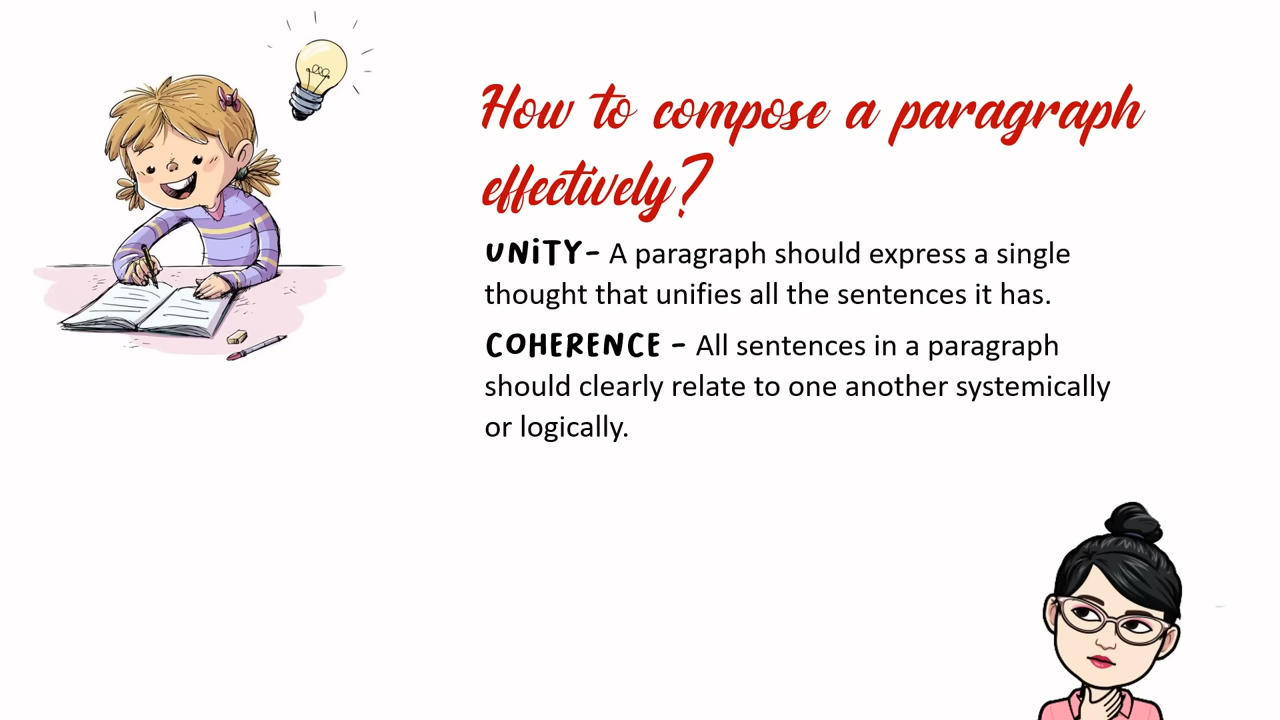 How to compose a paragraph
effectively?
UNiTY- A paragraph should express a single
thought that unifies all the sentences it has.
COHERENCE - All sentences in a paragraph
should clearly relate to one another systemically
or logically.